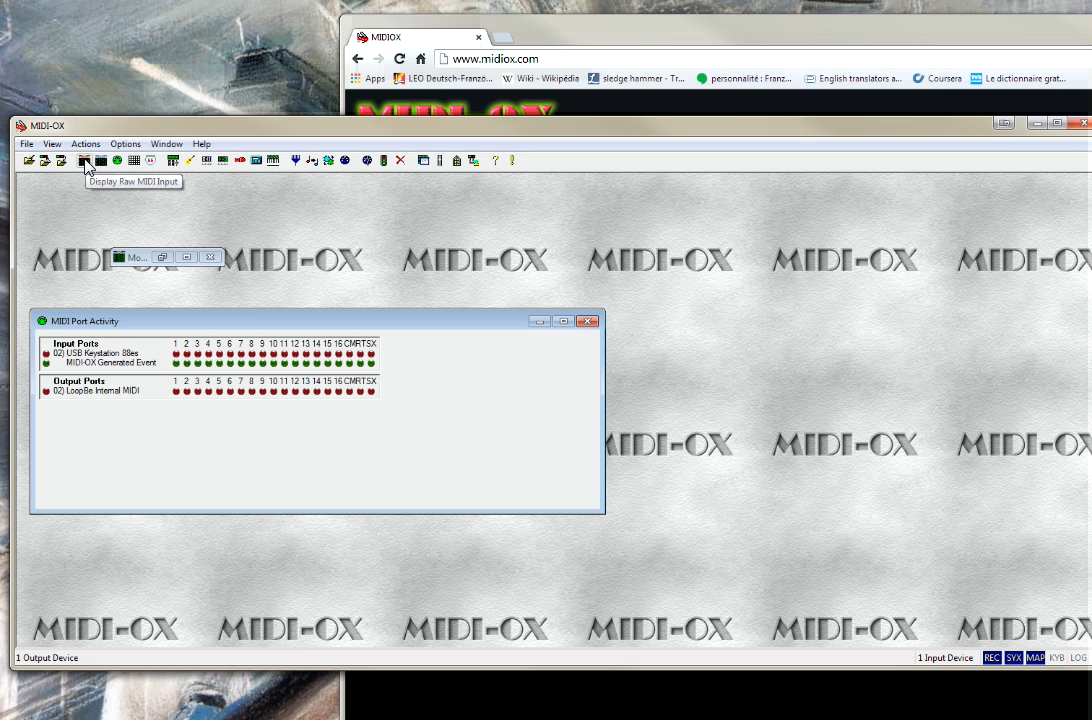 MIDIOX
www.midiox.com
Apps LEO Deutsch-Franzö... Wiki - Wikipédia sledge hammer - Tr... personnalité : Franz... English translators a... Coursera Le dictionnaire grat...
MIDI-OX
MIDI-OX
File View Actions Options Window Help
Display Raw MIDI Input
MIDI-OX MIDI-OX MIDI-OX MIDI-OX MIDI-OX
Mo...
MIDI Port Activity
Input Ports 1 2 3 4 5 6 7 8 9 10 11 12 13 14 15 16 C M R T S X
02) USB Keystation 88es
MIDI-OX Generated Event
Output Ports 1 2 3 4 5 6 7 8 9 10 11 12 13 14 15 16 C M R T S X
02) LoopBe Internal MIDI
MIDI-OX MIDI-OX MIDI-OX
MIDI-OX MIDI-OX MIDI-OX MIDI-OX MIDI-OX MIDI-OX
1 Output Device 1 Input Device REC SYX MAP KYB LOG